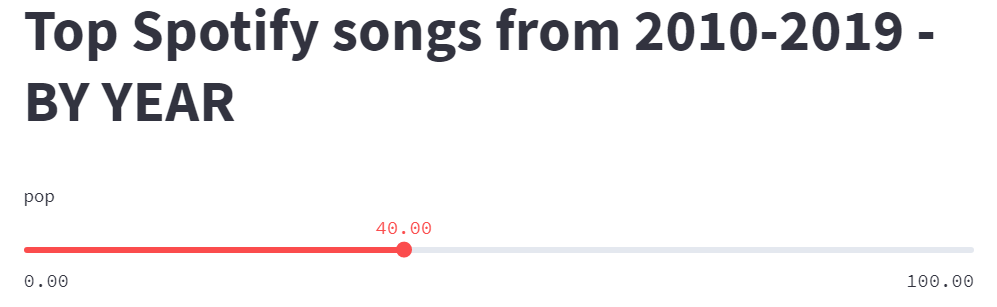 Top Spotify songs from 2010-2019 -
BY YEAR
pop
40.00
0.00
100.00